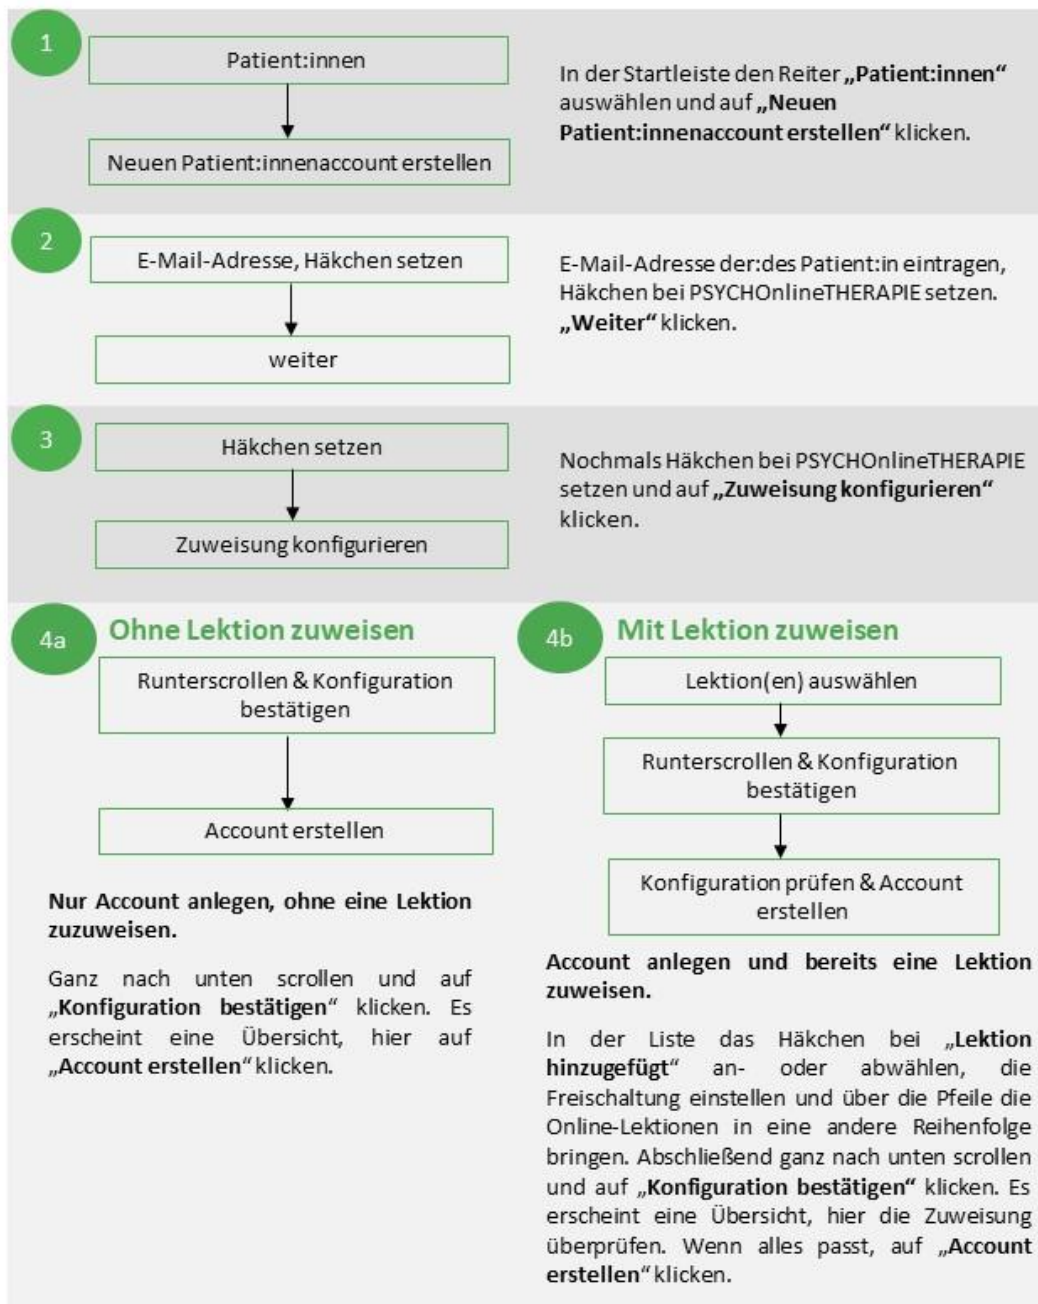 1
Patient:innen
Neuen Patient:innenaccount erstellen
In der Startleiste den Reiter „Patient:innen“
auswählen und auf „Neuen
Patient:innenaccount erstellen“ klicken.
2
E-Mail-Adresse, Häkchen setzen
weiter
E-Mail-Adresse der:des Patient:in eintragen,
Häkchen bei PSYCHOnlineTHERAPIE setzen.
„Weiter“ klicken.
3
Häkchen setzen
Zuweisung konfigurieren
Nochmals Häkchen bei PSYCHOnlineTHERAPIE
setzen und auf „Zuweisung konfigurieren“
klicken.
4a
Ohne Lektion zuweisen
Runterscrollen & Konfiguration
bestätigen
Account erstellen
Nur Account anlegen, ohne eine Lektion
zuzuweisen.
Ganz nach unten scrollen und auf
„Konfiguration bestätigen“ klicken. Es
erscheint eine Übersicht, hier auf
„Account erstellen“ klicken.
4b
Mit Lektion zuweisen
Lektion(en) auswählen
Runterscrollen & Konfiguration
bestätigen
Konfiguration prüfen & Account
erstellen
Account anlegen und bereits eine Lektion
zuweisen.
In der Liste das Häkchen bei „Lektion
hinzugefügt“ an- oder abwählen, die
Freischaltung einstellen und über die Pfeile die
Online-Lektionen in eine andere Reihenfolge
bringen. Abschließend ganz nach unten scrollen
und auf „Konfiguration bestätigen“ klicken. Es
erscheint eine Übersicht, hier die Zuweisung
überprüfen. Wenn alles passt, auf „Account
erstellen“ klicken.